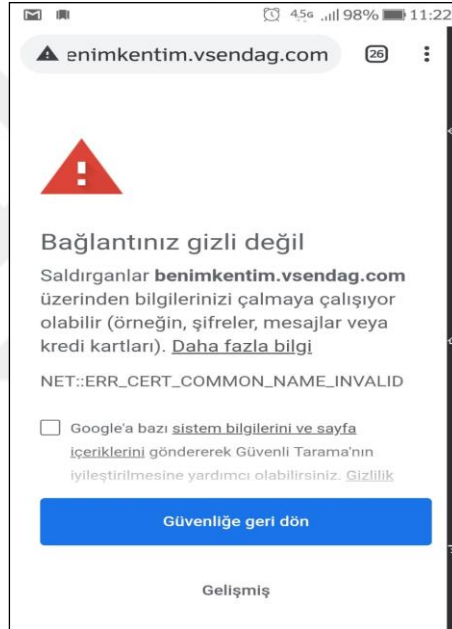 4.5G 98% 11:22
enimkentim.vsendag.com 26
Bağlantınız gizli değil
Saldırganlar benimkentim.vsendag.com
üzerinden bilgilerinizi çalmaya çalışıyor
olabilir (örneğin, şifreler, mesajlar veya
kredi kartları). Daha fazla bilgi
NET::ERR_CERT_COMMON_NAME_INVALID
Google'a bazı sistem bilgilerini ve sayfa
içeriklerini göndererek Güvenli Tarama'nın
iyileştirilmesine yardımcı olabilirsiniz. Gizlilik
Güvenliğe geri dön
Gelişmiş